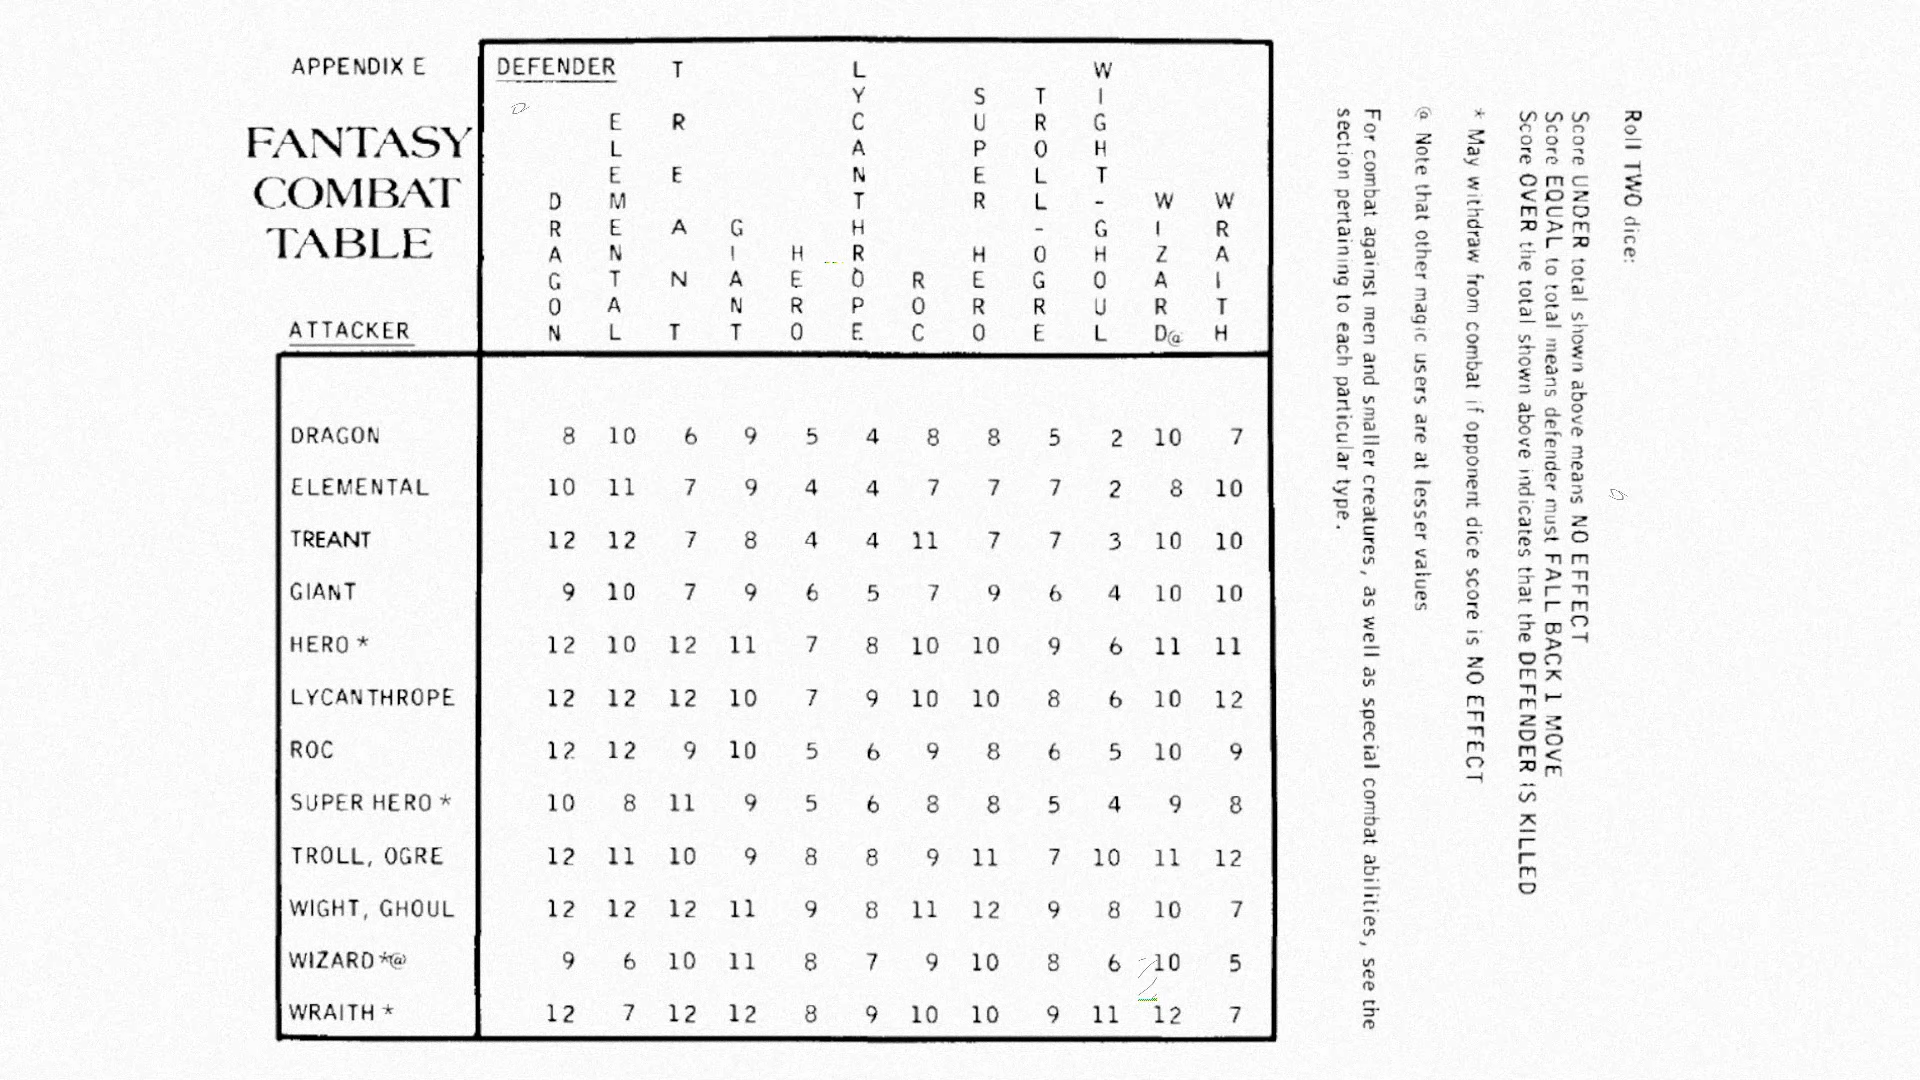 APPENDIX E
FANTASY
COMBAT
TABLE
ATTACKER
DEFENDER
DRAGON
ELEMENTAL
TREANT
GIANT
HERO
LYCANTHROPE
ROC
SUPER HERO
TROLL-OGRE
WIGHT-GHOUL
WIZARD@
WRAITH
DRAGON 8 10 6 9 5 4 8 8 5 2 10 7
ELEMENTAL 10 11 7 9 4 4 7 7 7 2 8 10
TREANT 12 12 7 8 4 4 11 7 7 3 10 10
GIANT 9 10 7 9 6 5 7 9 6 4 10 10
HERO * 12 10 12 11 7 8 10 10 9 6 11 11
LYCANTHROPE 12 12 12 10 7 9 10 10 8 6 10 12
ROC 12 12 9 10 5 6 9 8 6 5 10 9
SUPER HERO * 10 8 11 9 5 6 8 8 5 4 9 8
TROLL, OGRE 12 11 10 9 8 8 9 11 7 10 11 12
WIGHT, GHOUL 12 12 12 11 9 8 11 12 9 8 10 7
WIZARD *@ 9 6 10 11 8 7 9 10 8 6 10 5
WRAITH * 12 7 12 12 8 9 10 10 9 11 12 7
Roll TWO dice:
Score UNDER total shown above means NO EFFECT
Score EQUAL to total means defender must FALL BACK 1 MOVE
Score OVER the total shown above indicates that the DEFENDER IS KILLED
* May withdraw from combat if opponent dice score is NO EFFECT
@ Note that other magic users are at lesser values
For combat against men and smaller creatures, as well as special combat abilities, see the
section pertaining to each particular type.
2